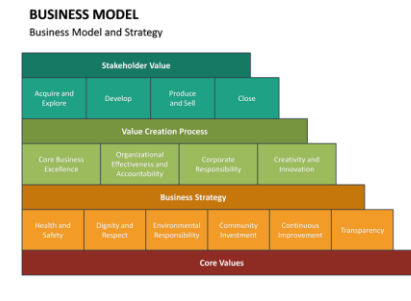 BUSINESS MODEL
Business Model and Strategy
Stakeholder Value
Acquire and
Explore
Develop
Produce
and Sell
Close
Value Creation Process
Core Business
Excellence
Organizational
Effectiveness and
Accountability
Corporate
Responsibility
Creativity and
Innovation
Business Strategy
Health and
Safety
Dignity and
Respect
Environmental
Responsibility
Community
Investment
Continuous
Improvement
Transparency
Core Values